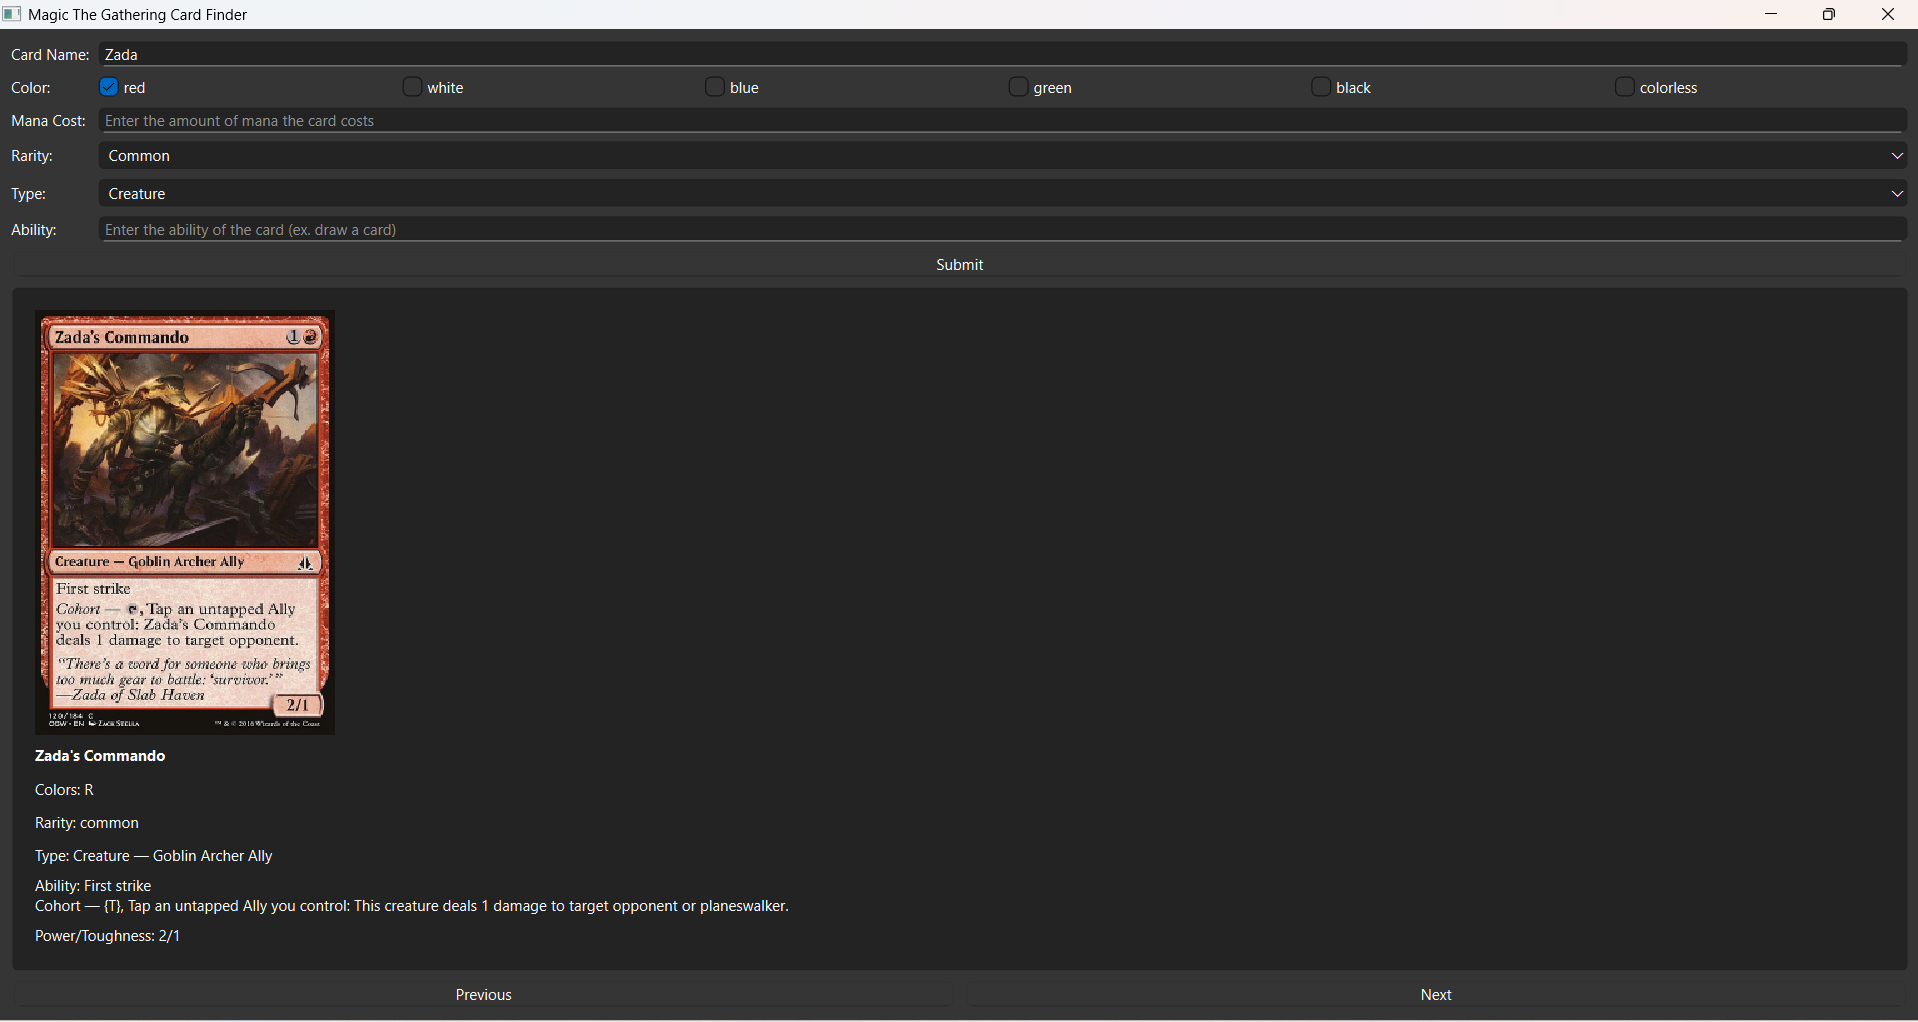 Magic The Gathering Card Finder
Card Name: Zada
Color: red white blue green black colorless
Mana Cost: Enter the amount of mana the card costs
Rarity: Common
Type: Creature
Ability: Enter the ability of the card (ex. draw a card)
Submit
Zada's Commando 1
Creature — Goblin Archer Ally
First strike
Cohort — , Tap an untapped Ally
you control: Zada's Commando
deals 1 damage to target opponent.
"There's a word for someone who brings
too much gear to battle: 'survivor.'"
—Zada of Slab Haven
2/1
120/184 C
OGW • EN ZACK STELLA
™ & © 2016 Wizards of the Coast
Zada's Commando
Colors: R
Rarity: common
Type: Creature — Goblin Archer Ally
Ability: First strike
Cohort — {T}, Tap an untapped Ally you control: This creature deals 1 damage to target opponent or planeswalker.
Power/Toughness: 2/1
Previous Next